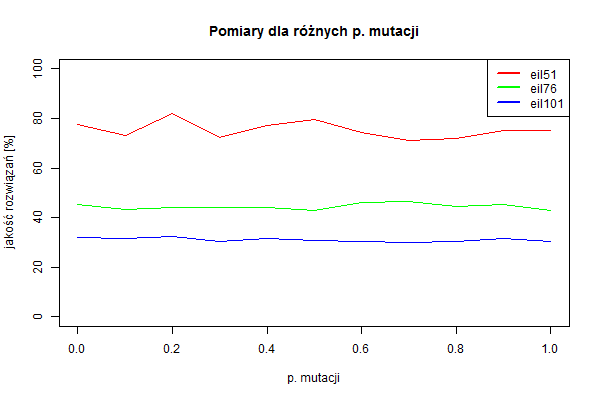 Pomiary dla różnych p. mutacji
eil51
eil76
eil101
jakość rozwiązań [%]
100
80
60
40
20
0
0.0 0.2 0.4 0.6 0.8 1.0
p. mutacji